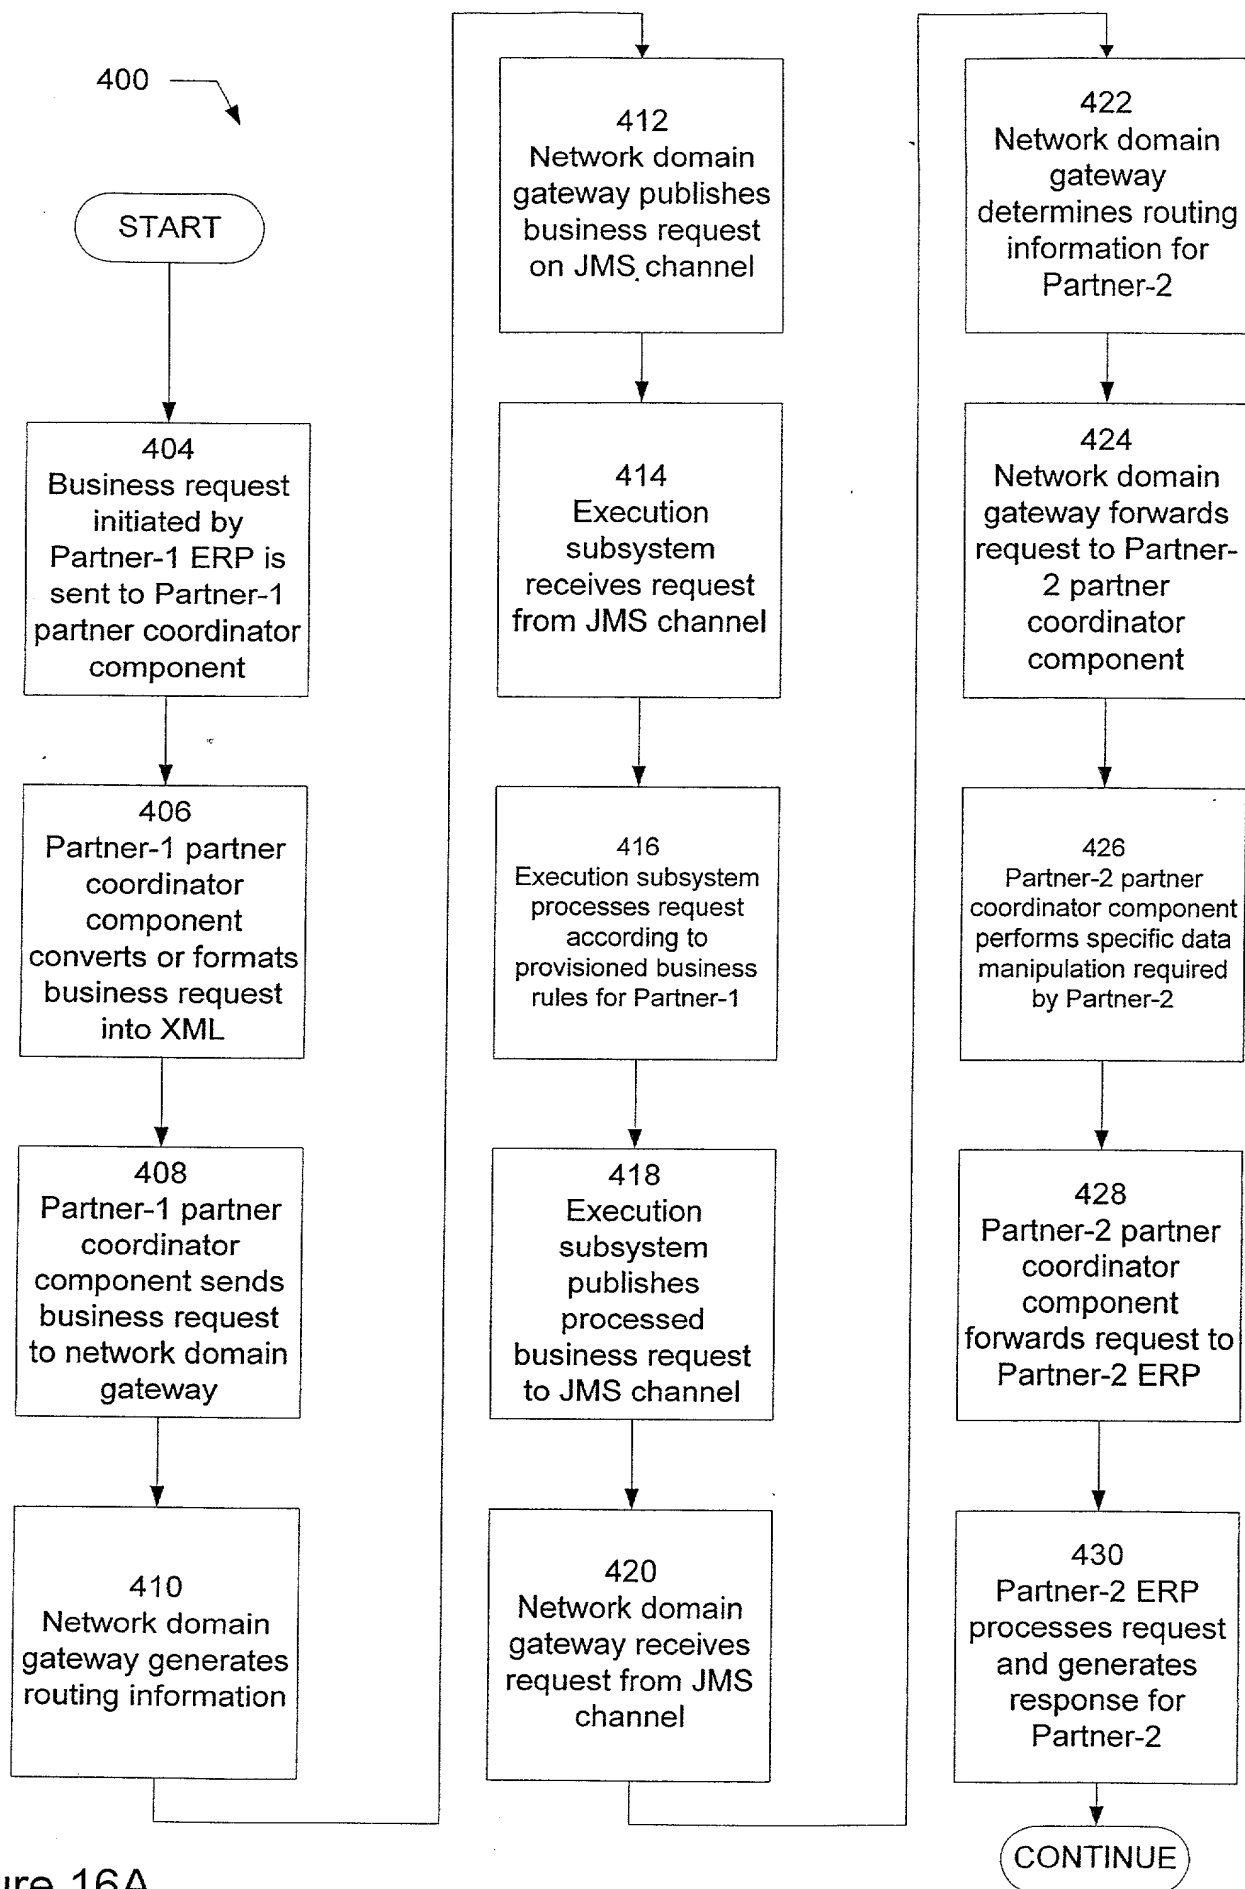 400
START
404
Business request
initiated by
Partner-1 ERP is
sent to Partner-1
partner coordinator
component
406
Partner-1 partner
coordinator
component
converts or formats
business request
into XML
408
Partner-1 partner
coordinator
component sends
business request
to network domain
gateway
410
Network domain
gateway generates
routing information
412
Network domain
gateway publishes
business request
on JMS channel
414
Execution
subsystem
receives request
from JMS channel
416
Execution subsystem
processes request
according to
provisioned business
rules for Partner-1
418
Execution
subsystem
publishes
processed
business request
to JMS channel
420
Network domain
gateway receives
request from JMS
channel
422
Network domain
gateway
determines routing
information for
Partner-2
424
Network domain
gateway forwards
request to Partner-
2 partner
coordinator
component
426
Partner-2 partner
coordinator component
performs specific data
manipulation required
by Partner-2
428
Partner-2 partner
coordinator
component
forwards request to
Partner-2 ERP
430
Partner-2 ERP
processes request
and generates
response for
Partner-2
CONTINUE
16A